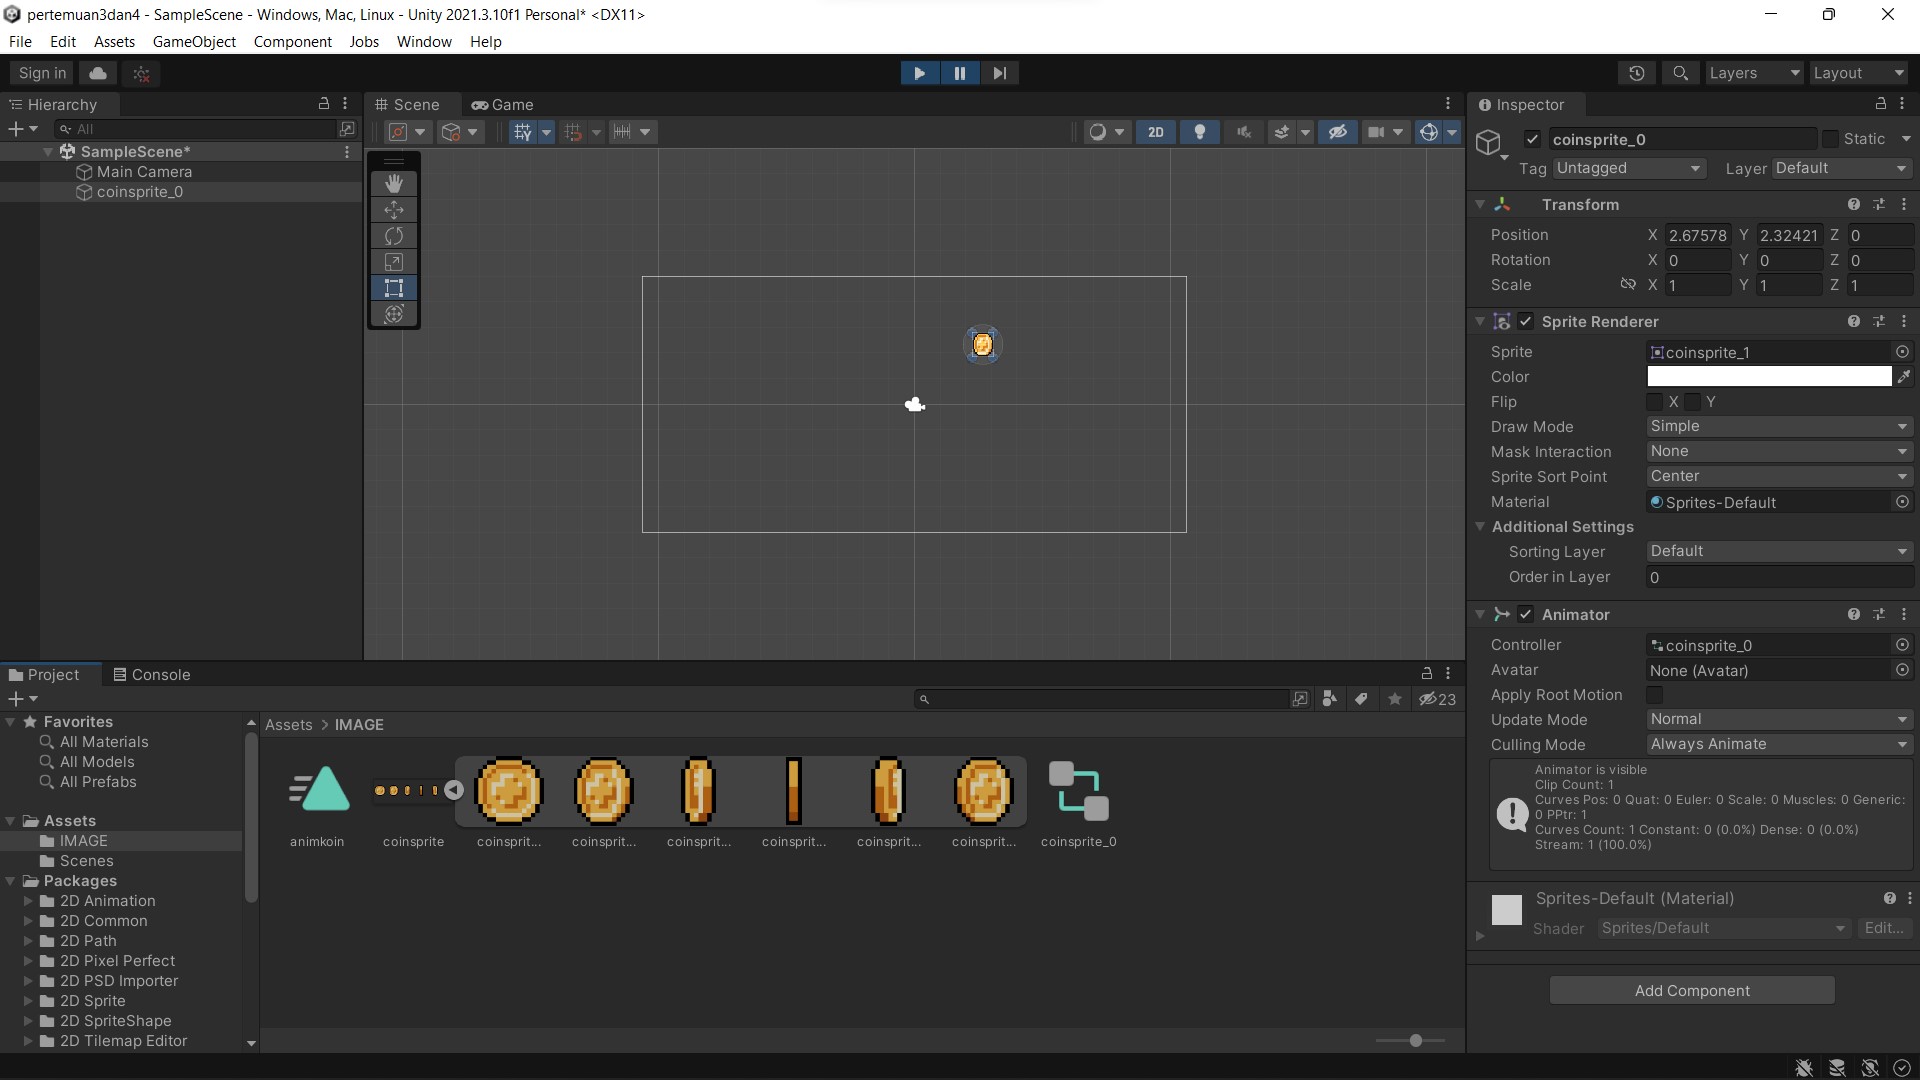 pertemuan3dan4 - SampleScene - Windows, Mac, Linux - Unity 2021.3.10f1 Personal* <DX11>
File Edit Assets GameObject Component Jobs Window Help
Sign in
Layers
Layout
Hierarchy
All
SampleScene*
Main Camera
coinsprite_0
Scene
Game
2D
Inspector
coinsprite_0
Static
Tag Untagged
Layer Default
Transform
Position X 2.67578 Y 2.32421 Z 0
Rotation X 0 Y 0 Z 0
Scale X 1 Y 1 Z 1
Sprite Renderer
Sprite coinsprite_1
Color
Flip X Y
Draw Mode Simple
Mask Interaction None
Sprite Sort Point Center
Material Sprites-Default
Additional Settings
Sorting Layer Default
Order in Layer 0
Animator
Controller coinsprite_0
Avatar None (Avatar)
Apply Root Motion
Update Mode Normal
Culling Mode Always Animate
Animator is visible
Clip Count: 1
Curves Pos: 0 Quat: 0 Euler: 0 Scale: 0 Muscles: 0 Generic:
0 PPtr: 1
Curves Count: 1 Constant: 0 (0.0%) Dense: 0 (0.0%)
Stream: 1 (100.0%)
Sprites-Default (Material)
Shader Sprites/Default Edit...
Add Component
Project
Console
23
Favorites
All Materials
All Models
All Prefabs
Assets
IMAGE
Scenes
Packages
2D Animation
2D Common
2D Path
2D Pixel Perfect
2D PSD Importer
2D Sprite
2D SpriteShape
2D Tilemap Editor
Assets > IMAGE
animkoin
coinsprite
coinsprit...
coinsprit...
coinsprit...
coinsprit...
coinsprit...
coinsprit...
coinsprite_0